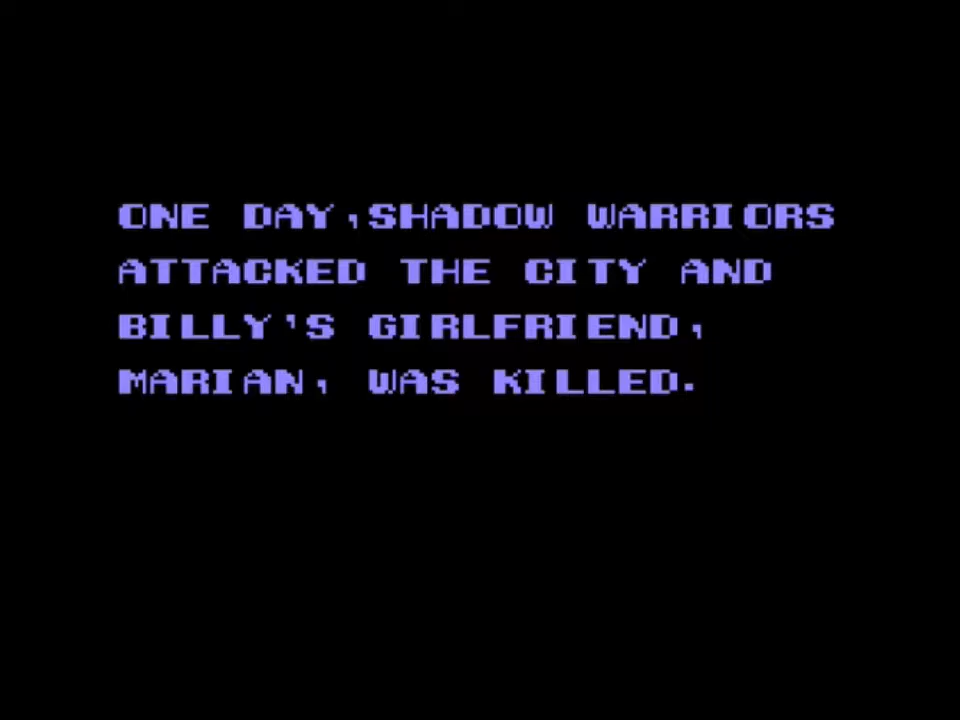 ONE DAY,SHADOW WARRIORS
ATTACKED THE CITY AND
BILLY'S GIRLFRIEND,
MARIAN, WAS KILLED.